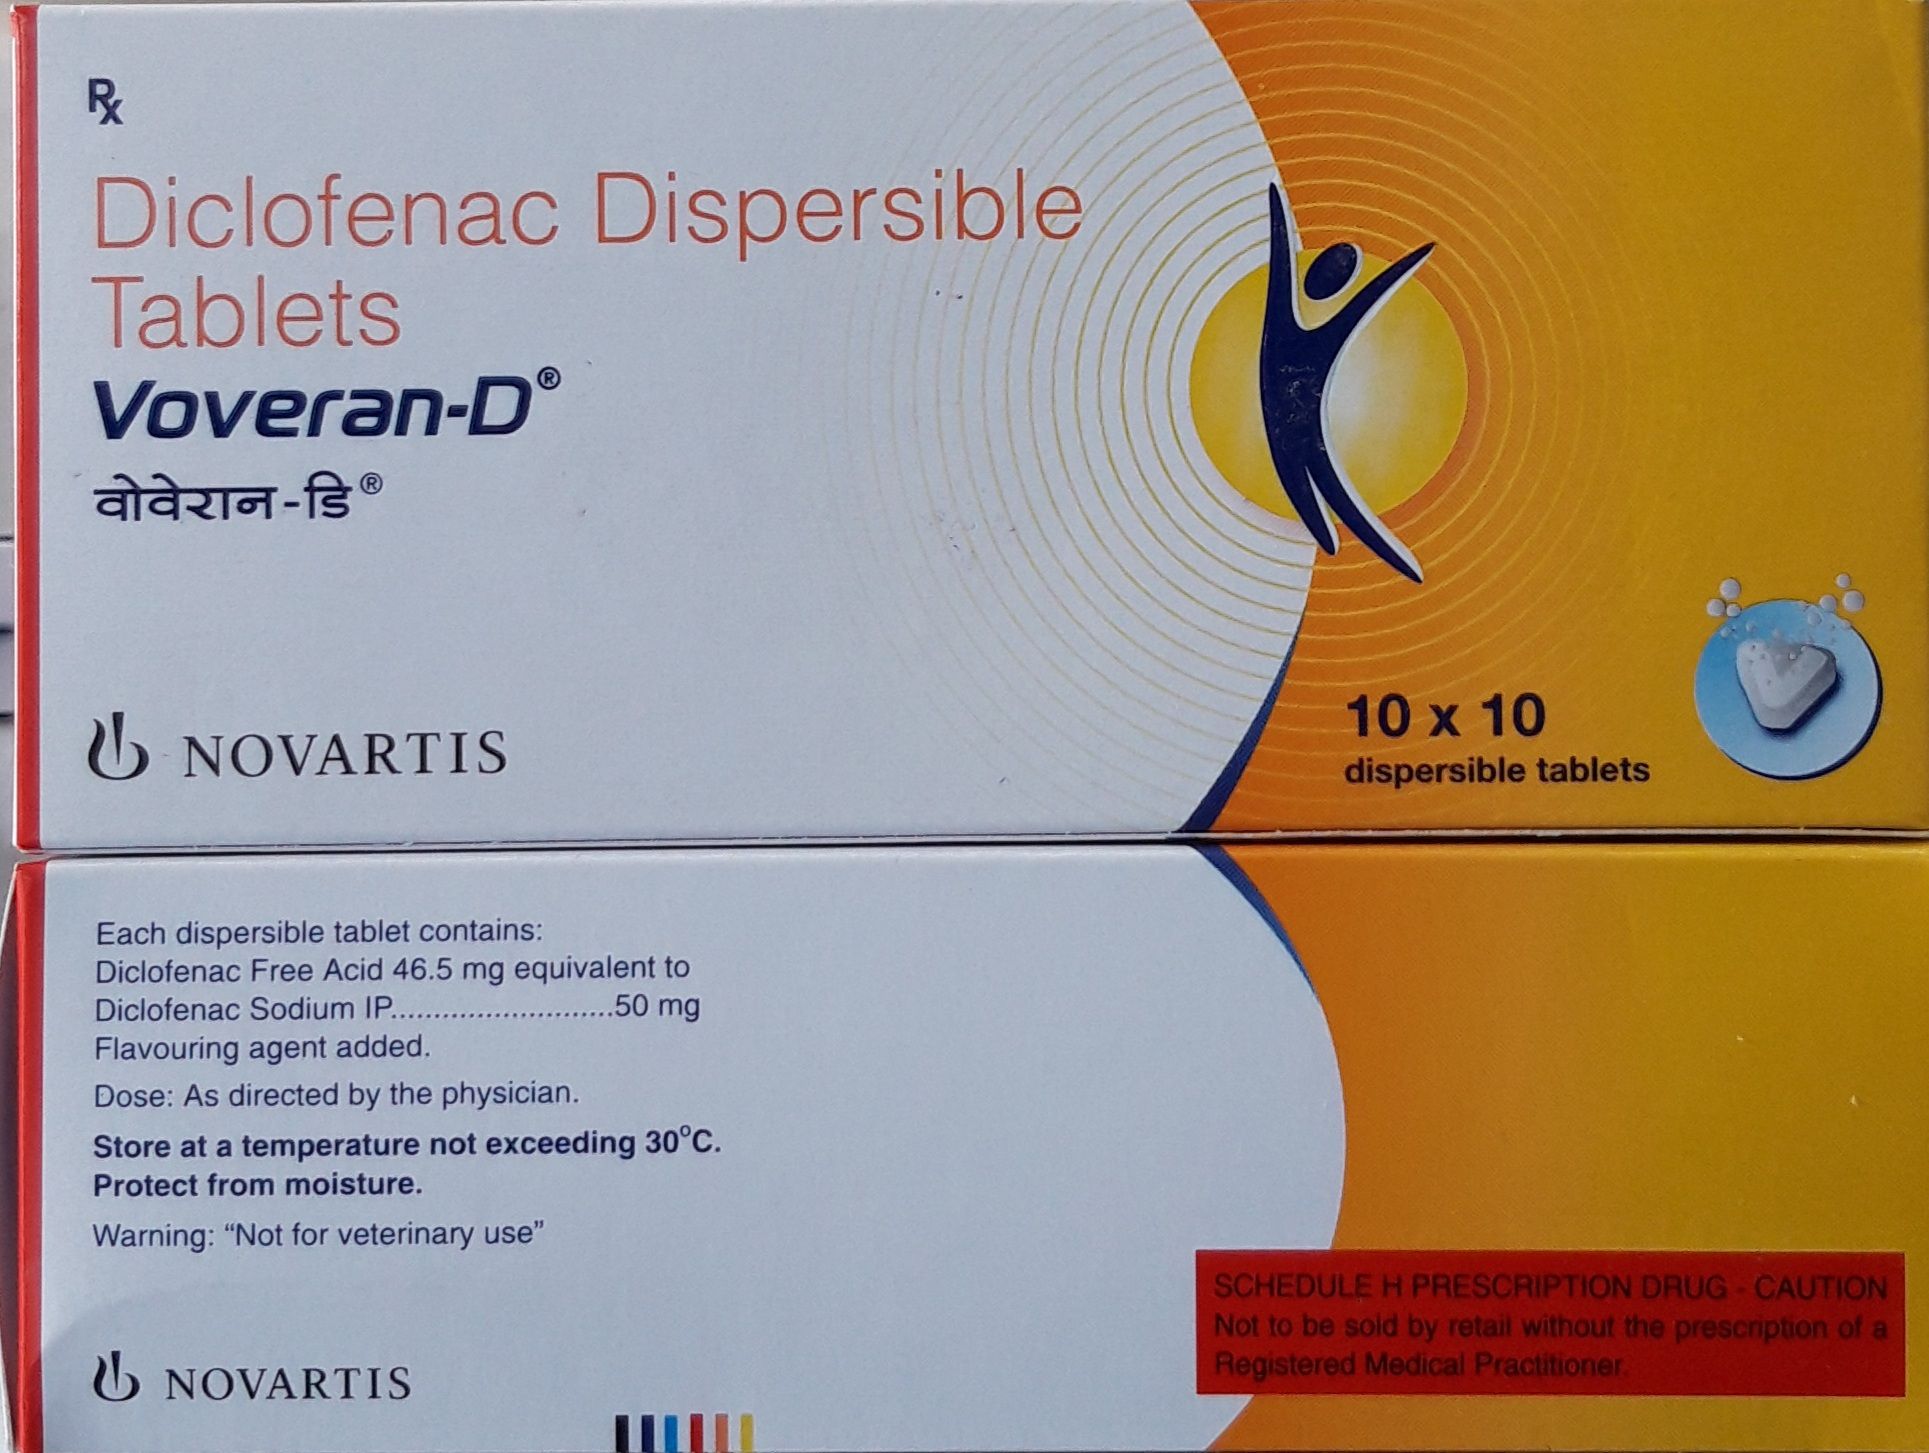 Rx
Diclofenac Dispersible
Tablets
Voveran-D®
वोवेरान-डि®
NOVARTIS
10 x 10
dispersible tablets
Each dispersible tablet contains:
Diclofenac Free Acid 46.5 mg equivalent to
Diclofenac Sodium IP..........................50 mg
Flavouring agent added.
Dose: As directed by the physician.
Store at a temperature not exceeding 30°C.
Protect from moisture.
Warning: “Not for veterinary use”
NOVARTIS
SCHEDULE H PRESCRIPTION DRUG - CAUTION
Not to be sold by retail without the prescription of a
Registered Medical Practitioner.